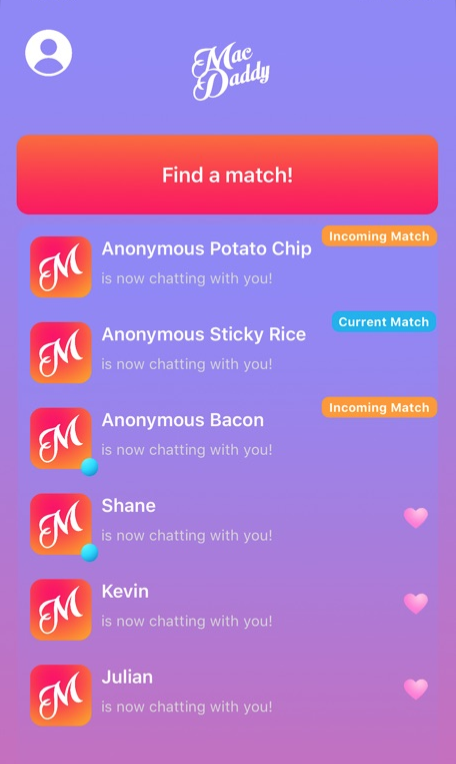 Mac
Daddy
Find a match!
Incoming Match
Anonymous Potato Chip
is now chatting with you!
Current Match
Anonymous Sticky Rice
is now chatting with you!
Incoming Match
Anonymous Bacon
is now chatting with you!
Shane
is now chatting with you!
Kevin
is now chatting with you!
Julian
is now chatting with you!
M
M
M
M
M
M